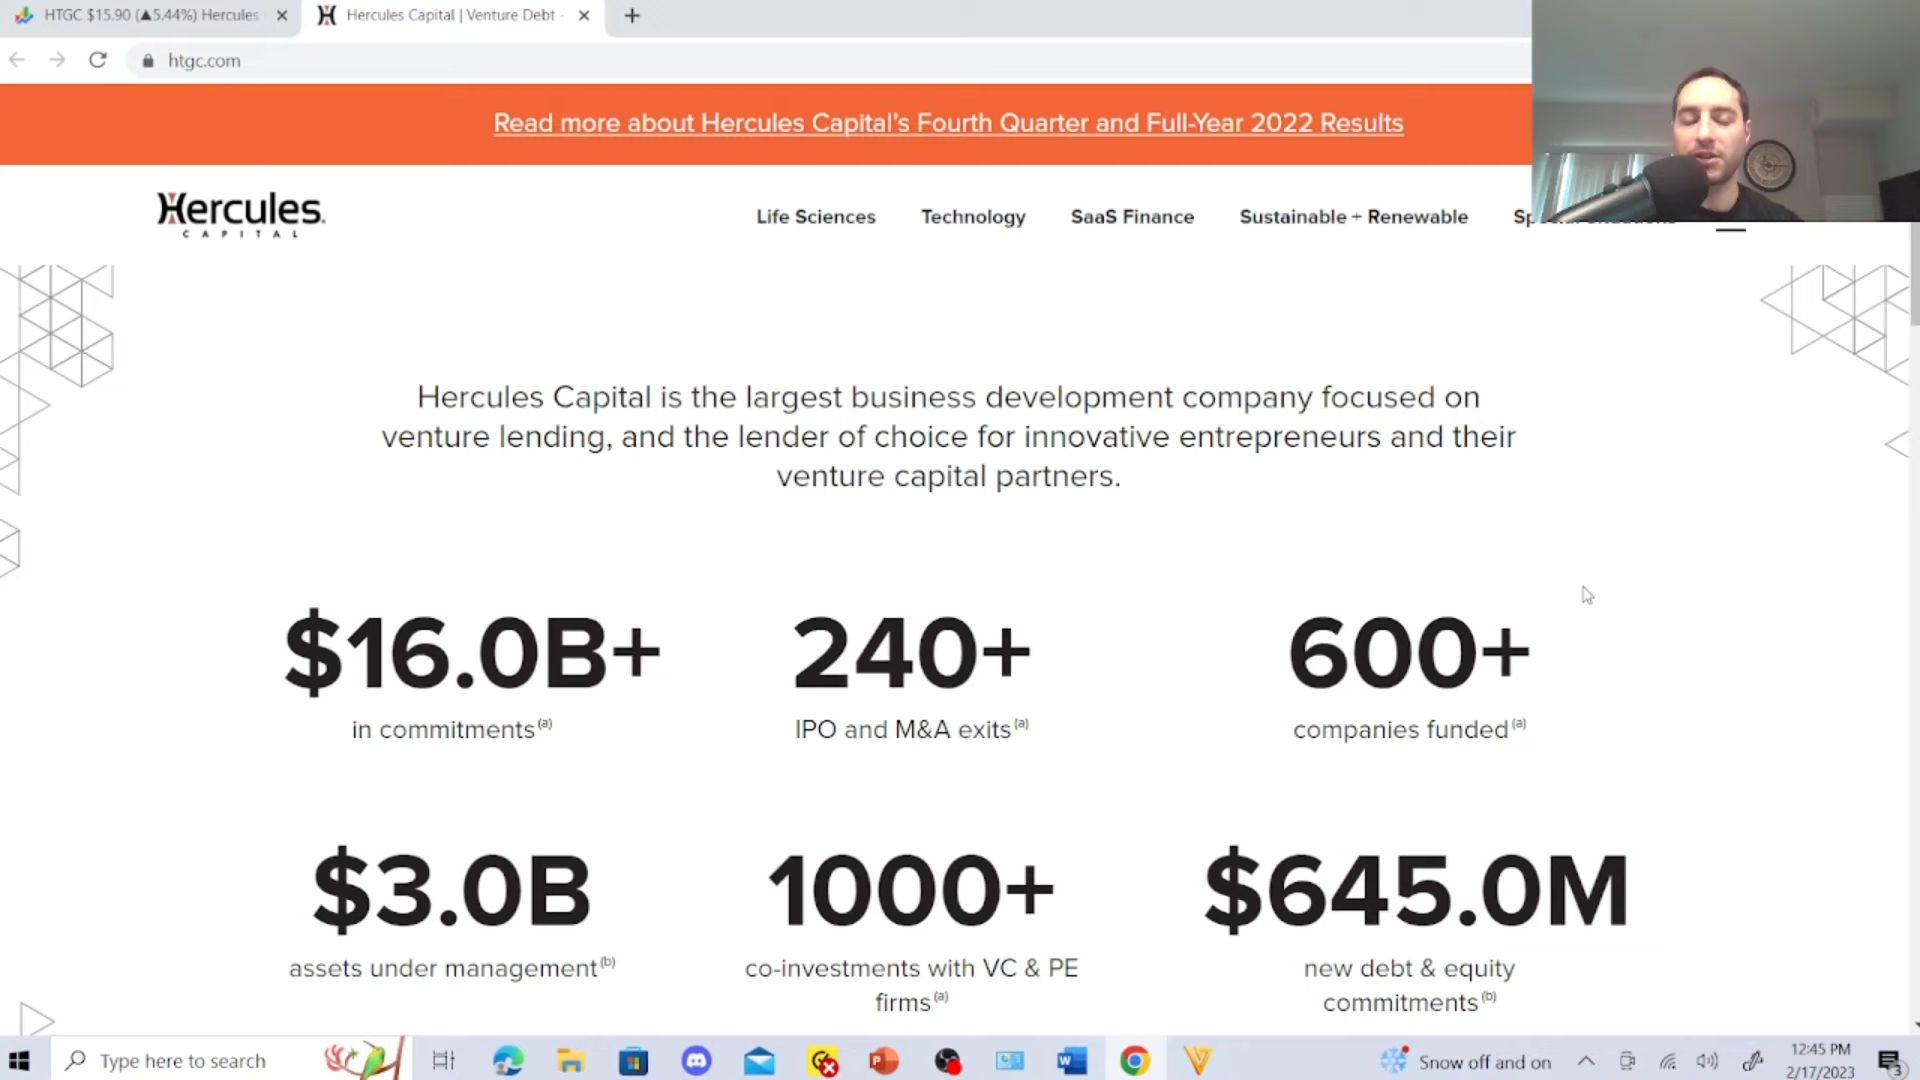 HTGC $15.90 (▲5.44%) Hercules
Hercules Capital | Venture Debt -
htgc.com
Read more about Hercules Capital's Fourth Quarter and Full-Year 2022 Results
Hercules.
CAPITAL
Life Sciences
Technology
SaaS Finance
Sustainable + Renewable
Hercules Capital is the largest business development company focused on
venture lending, and the lender of choice for innovative entrepreneurs and their
venture capital partners.
$16.0B+
in commitments(a)
240+
IPO and M&A exits(a)
600+
companies funded(a)
$3.0B
assets under management(b)
1000+
co-investments with VC & PE
firms(a)
$645.0M
new debt & equity
commitments(b)
Type here to search
Snow off and on
12:45 PM
2/17/2023
3